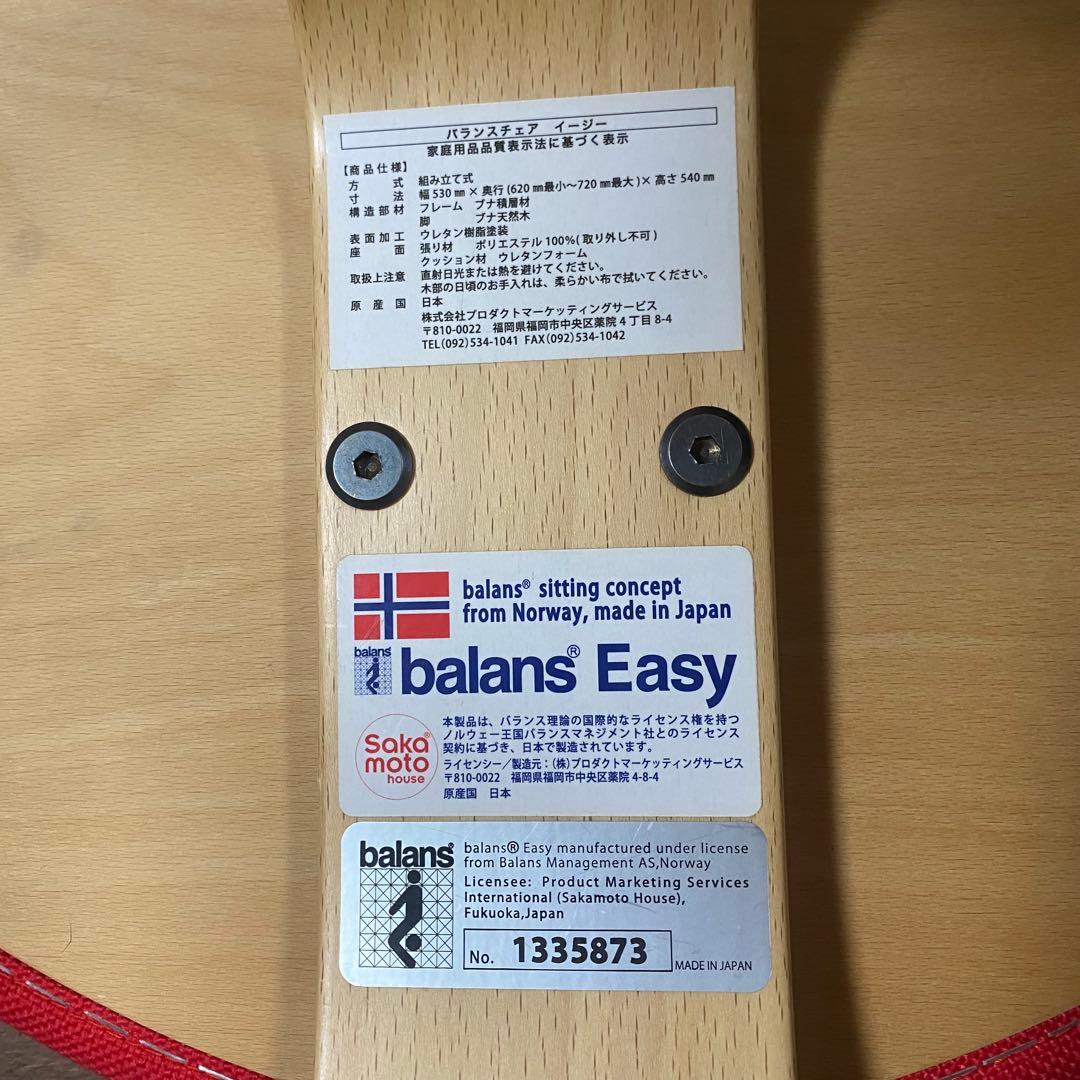 バランスチェア イージー
家庭用品品質表示法に基づく表示
【商品仕様】
方 式 組み立て式
寸 法 幅 530 ㎜ × 奥行 (620 ㎜最小〜720 ㎜最大 )× 高さ 540 ㎜
構造部材 フレーム ブナ積層材
脚 ブナ天然木
表面加工 ウレタン樹脂塗装
座 面 張り材 ポリエステル 100%( 取り外し不可 )
クッション材 ウレタンフォーム
取扱上注意 直射日光または熱を避けてください。
木部の日頃のお手入れは、柔らかい布で拭いてください。
原 産 国 日本
株式会社プロダクトマーケッティングサービス
〒810-0022 福岡県福岡市中央区薬院 4 丁目 8-4
TEL(092)534-1041 FAX(092)534-1042
balans® sitting concept
from Norway, made in Japan
balans
balans® Easy
Saka®
moto
house
本製品は、バランス理論の国際的なライセンス権を持つ
ノルウェー王国バランスマネジメント社とのライセンス
契約に基づき、日本で製造されています。
ライセンシー／製造元：(株)プロダクトマーケッティングサービス
〒810-0022 福岡県福岡市中央区薬院 4-8-4
原産国 日本
balans®
balans® Easy manufactured under license
from Balans Management AS,Norway
Licensee: Product Marketing Services
International (Sakamoto House),
Fukuoka,Japan
No. 1335873
MADE IN JAPAN